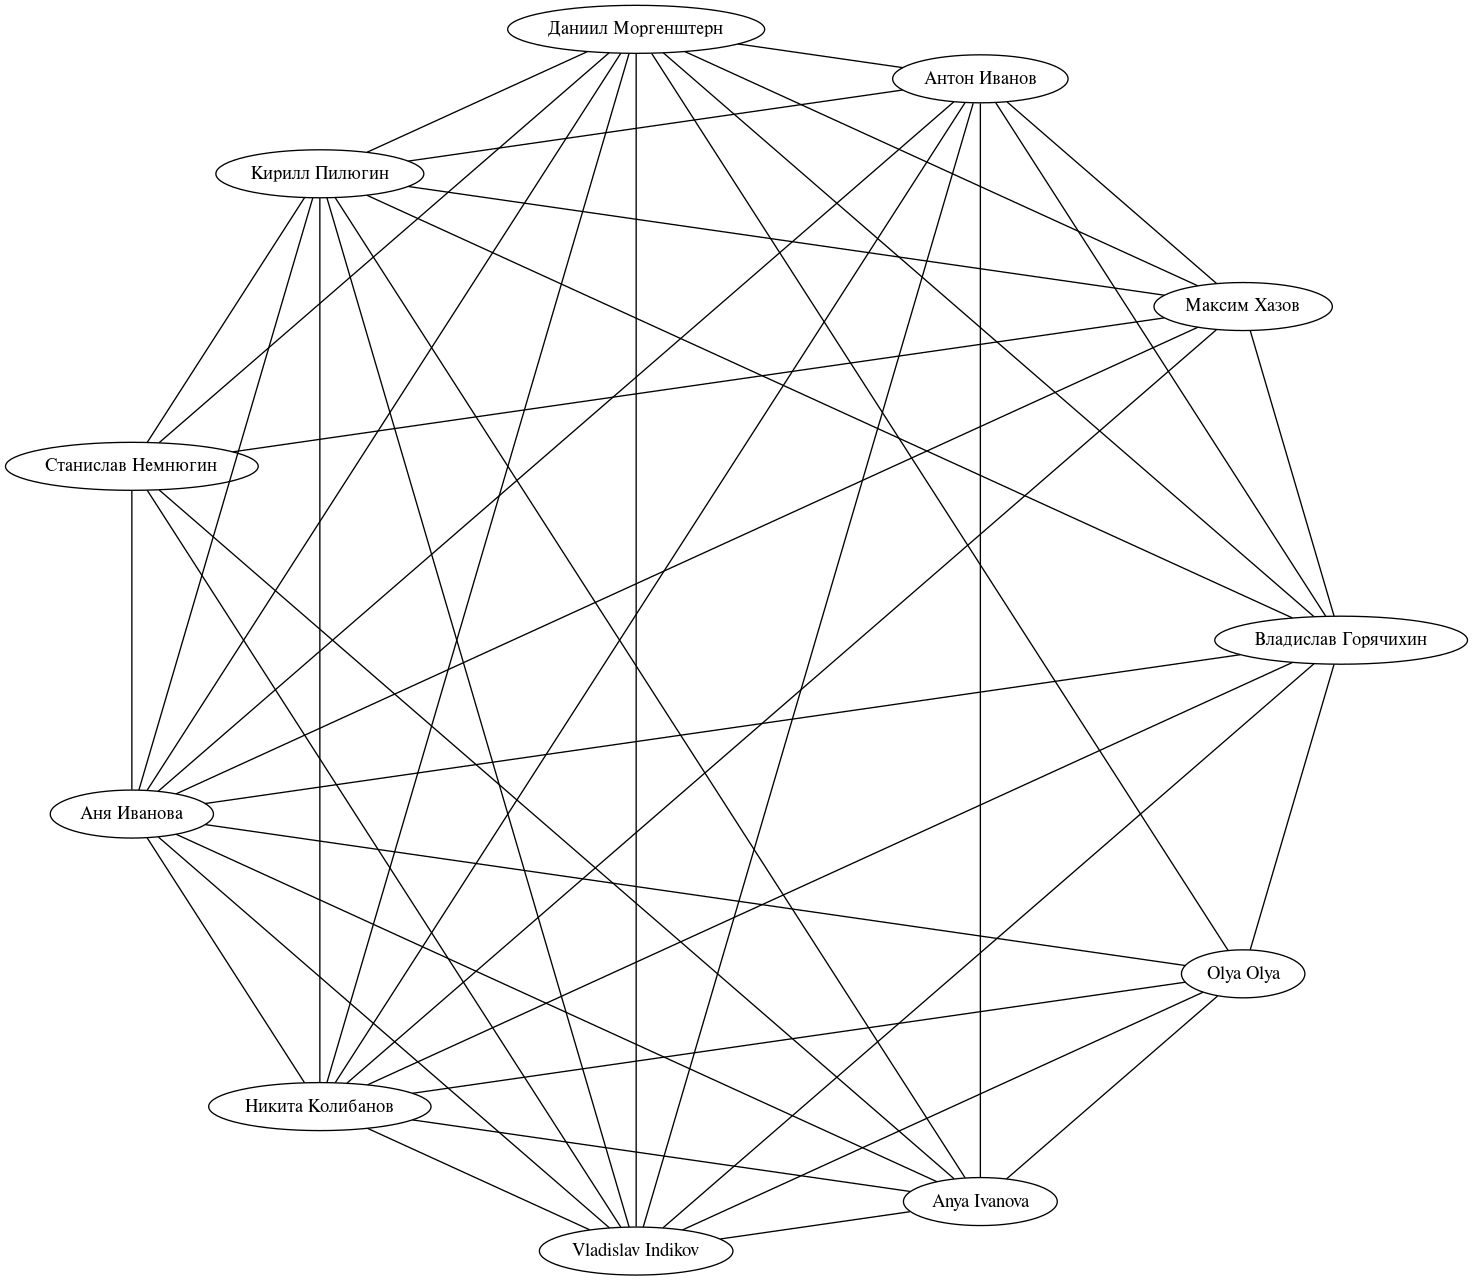 Даниил Моргенштерн
Антон Иванов
Кирилл Пилюгин
Максим Хазов
Станислав Немнюгин
Владислав Горячихин
Аня Иванова
Olya Olya
Никита Колибанов
Anya Ivanova
Vladislav Indikov